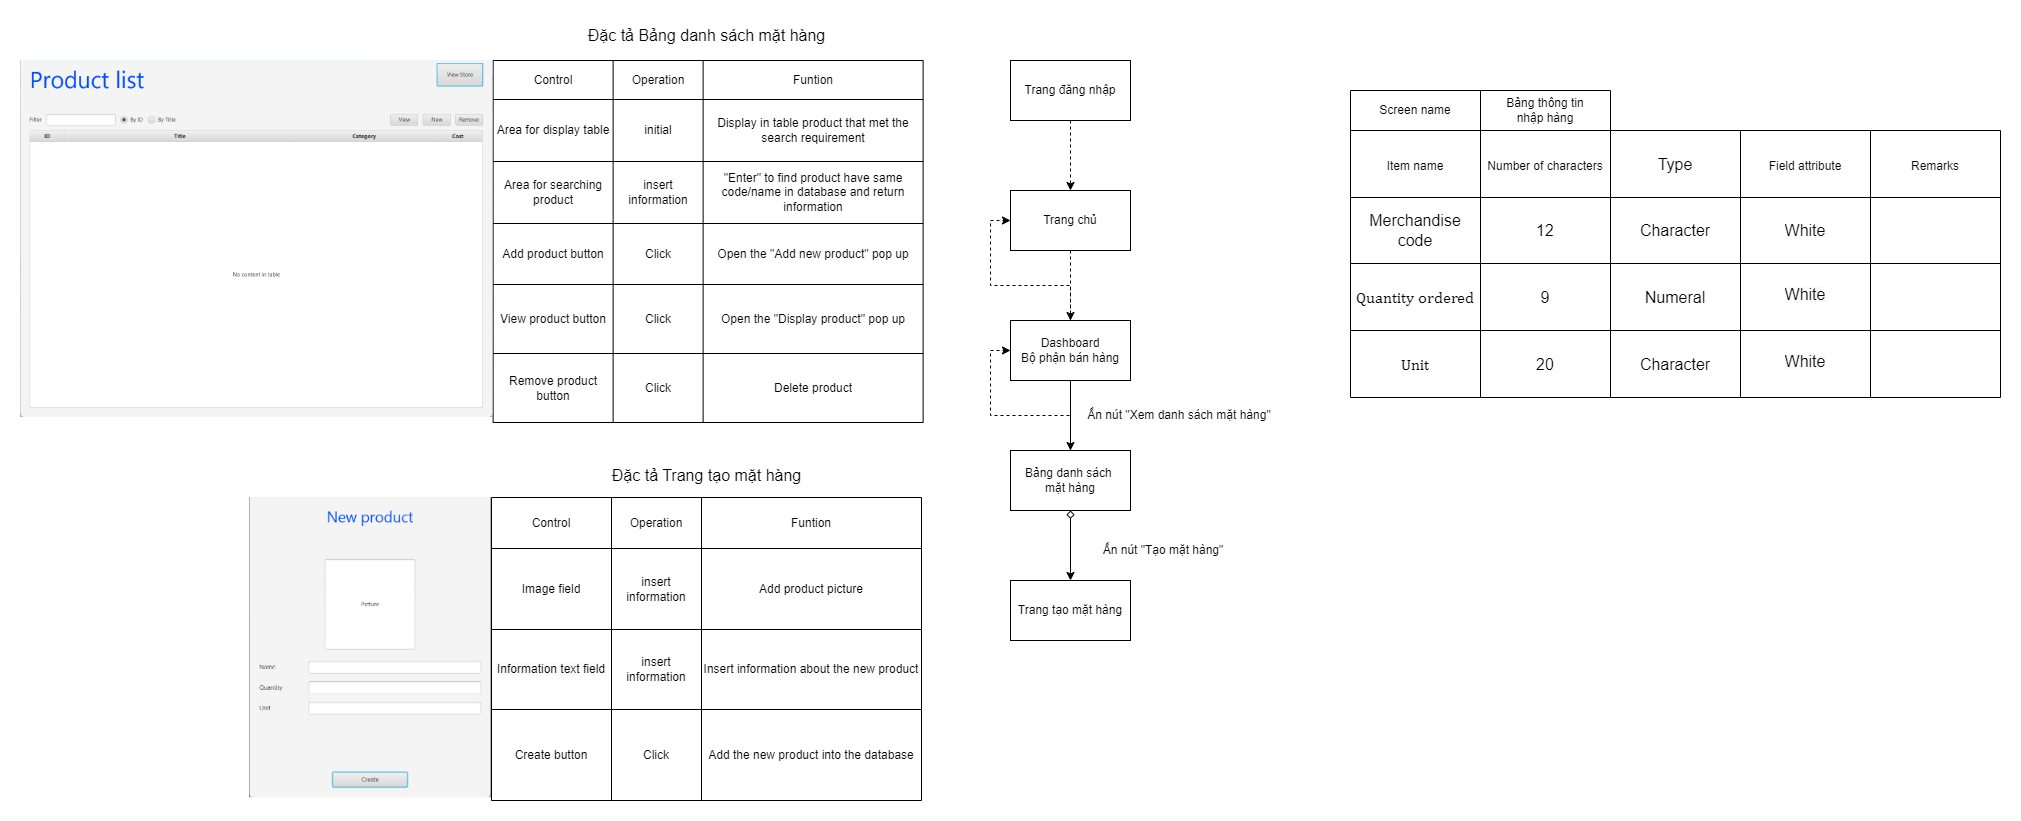 Đặc tả Bảng danh sách mặt hàng
Product list
View Store
Filter
By ID
By Title
View
New
Remove
ID
Title
Category
Cost
No content in table
Control
Operation
Funtion
Area for display table
initial
Display in table product that met the
search requirement
Area for searching
product
insert
information
"Enter" to find product have same
code/name in database and return
information
Add product button
Click
Open the "Add new product" pop up
View product button
Click
Open the "Display product" pop up
Remove product
button
Click
Delete product
Đặc tả Trang tạo mặt hàng
New product
Picture
Name
Quantity
Unit
Create
Control
Operation
Funtion
Image field
insert
information
Add product picture
Information text field
insert
information
Insert information about the new product
Create button
Click
Add the new product into the database
Trang đăng nhập
Trang chủ
Dashboard
Bộ phận bán hàng
Ấn nút "Xem danh sách mặt hàng"
Bảng danh sách
mặt hàng
Ấn nút "Tạo mặt hàng"
Trang tạo mặt hàng
Screen name
Bảng thông tin
nhập hàng
Item name
Number of characters
Type
Field attribute
Remarks
Merchandise
code
12
Character
White
Quantity ordered
9
Numeral
White
Unit
20
Character
White